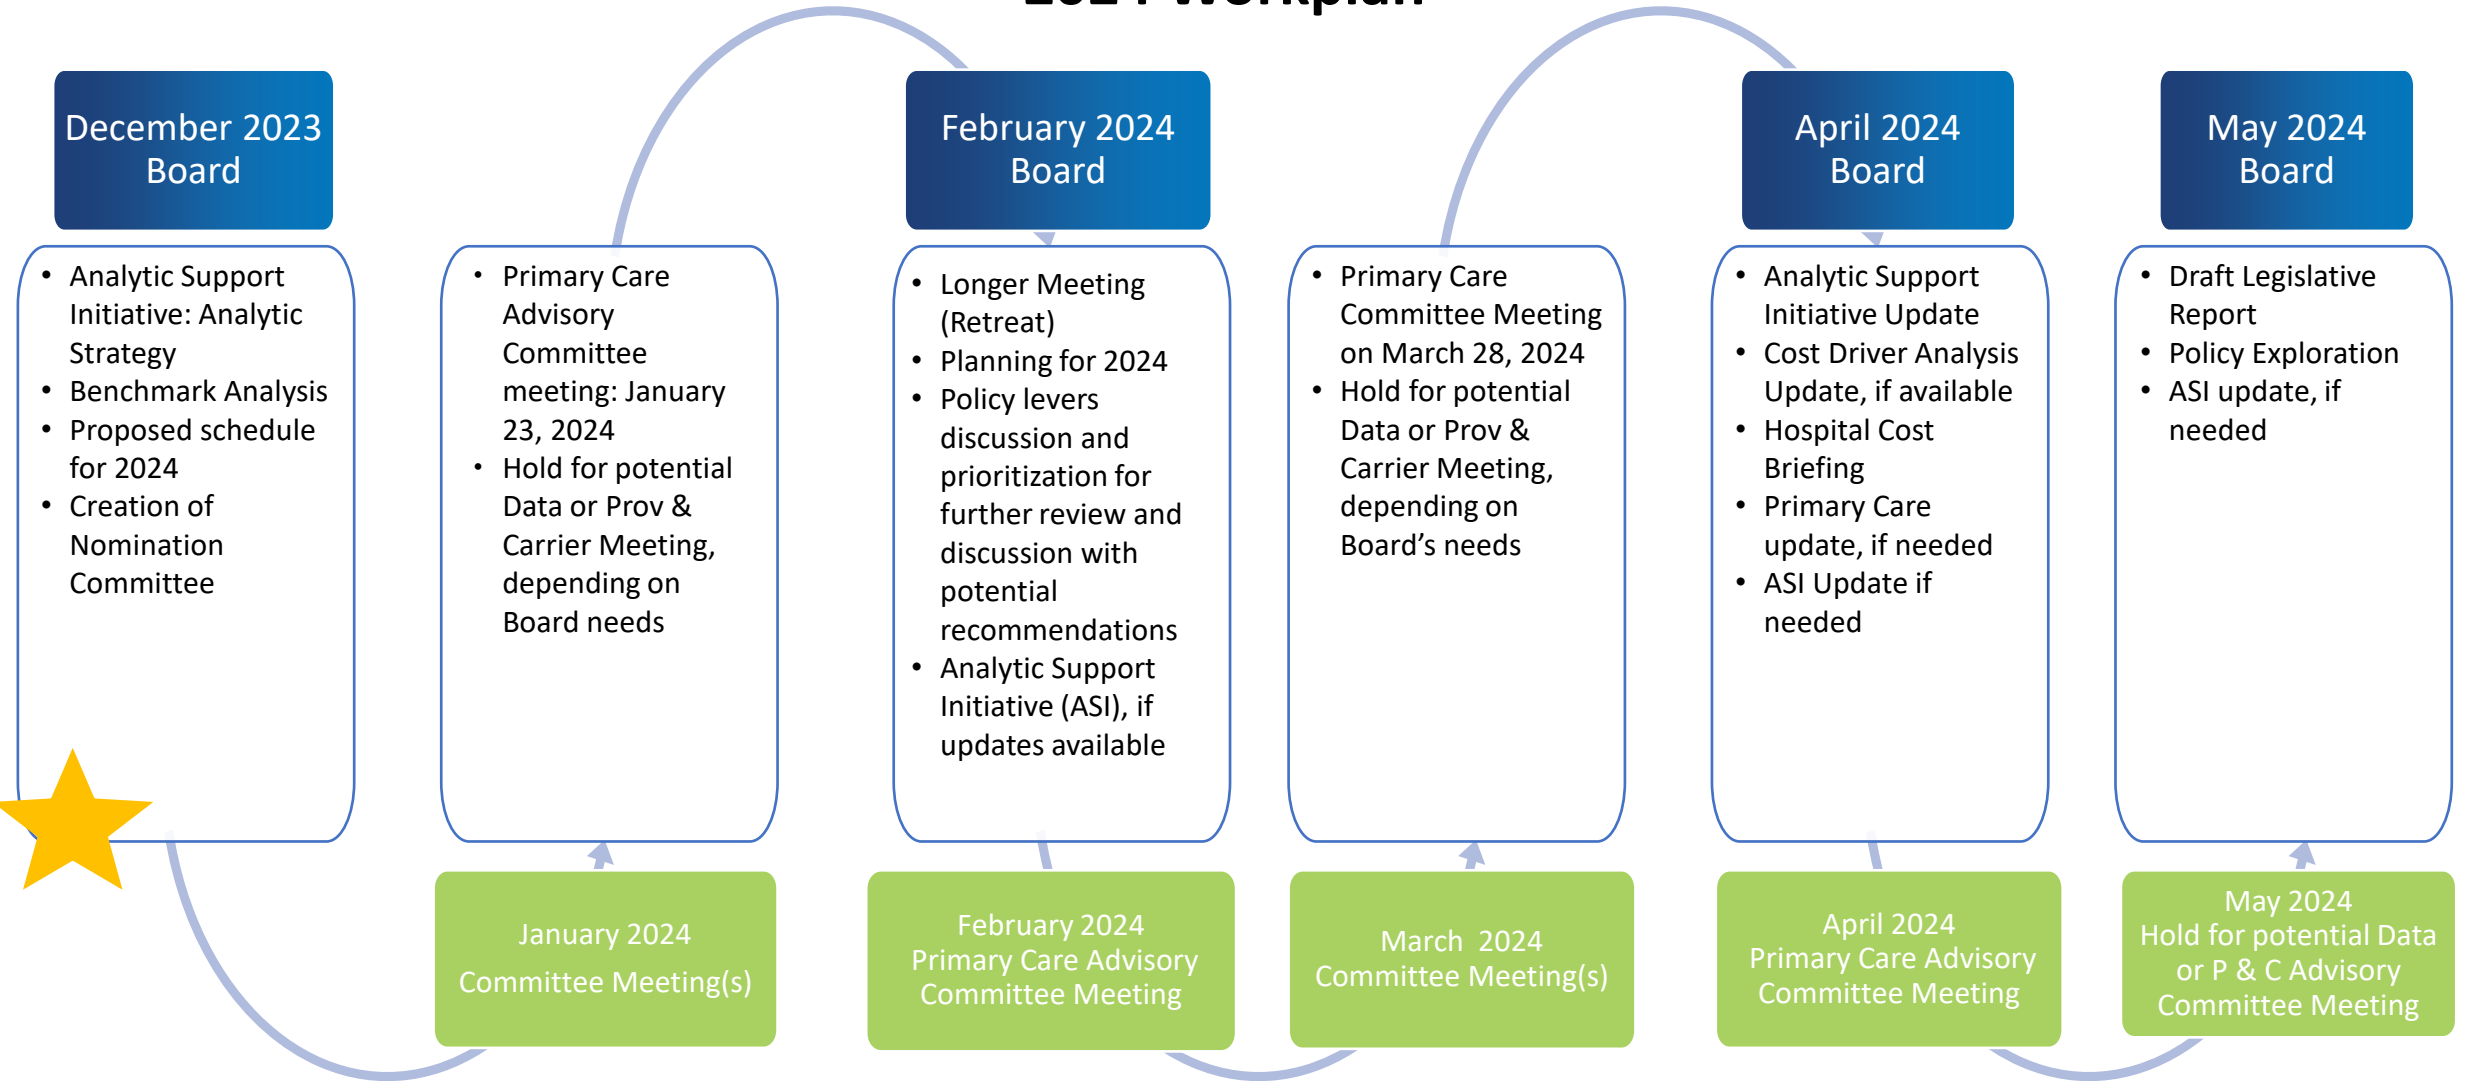 2024 Workplan
December 2023
Board
• Analytic Support
Initiative: Analytic
Strategy
• Benchmark Analysis
• Proposed schedule
for 2024
• Creation of
Nomination
Committee
• Primary Care
Advisory
Committee
meeting: January
23, 2024
• Hold for potential
Data or Prov &
Carrier Meeting,
depending on
Board needs
January 2024
Committee Meeting(s)
February 2024
Board
• Longer Meeting
(Retreat)
• Planning for 2024
• Policy levers
discussion and
prioritization for
further review and
discussion with
potential
recommendations
• Analytic Support
Initiative (ASI), if
updates available
February 2024
Primary Care Advisory
Committee Meeting
• Primary Care
Committee Meeting
on March 28, 2024
• Hold for potential
Data or Prov &
Carrier Meeting,
depending on
Board’s needs
March 2024
Committee Meeting(s)
April 2024
Board
• Analytic Support
Initiative Update
• Cost Driver Analysis
Update, if available
• Hospital Cost
Briefing
• Primary Care
update, if needed
• ASI Update if
needed
April 2024
Primary Care Advisory
Committee Meeting
May 2024
Board
• Draft Legislative
Report
• Policy Exploration
• ASI update, if
needed
May 2024
Hold for potential Data
or P & C Advisory
Committee Meeting